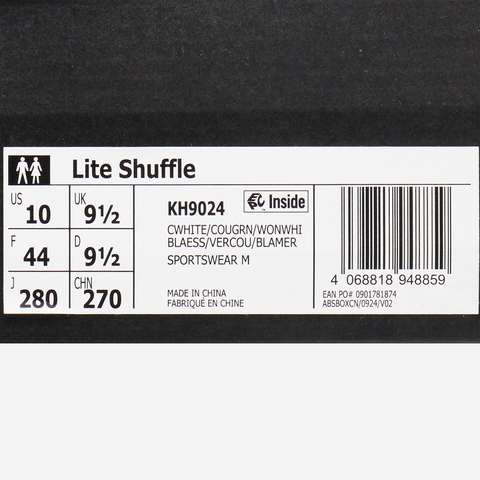 Lite Shuffle
US 10 UK 9½
F 44 D 9½
J 280 CHN 270
KH9024 Inside
CWHITE/COUGRN/WONWHI
BLAESS/VERCOU/BLAMER
SPORTSWEAR M
MADE IN CHINA
FABRIQUÉ EN CHINE
4 068818 948859
EAN PO# 0901781874
ABSBOXCN/0924/V02